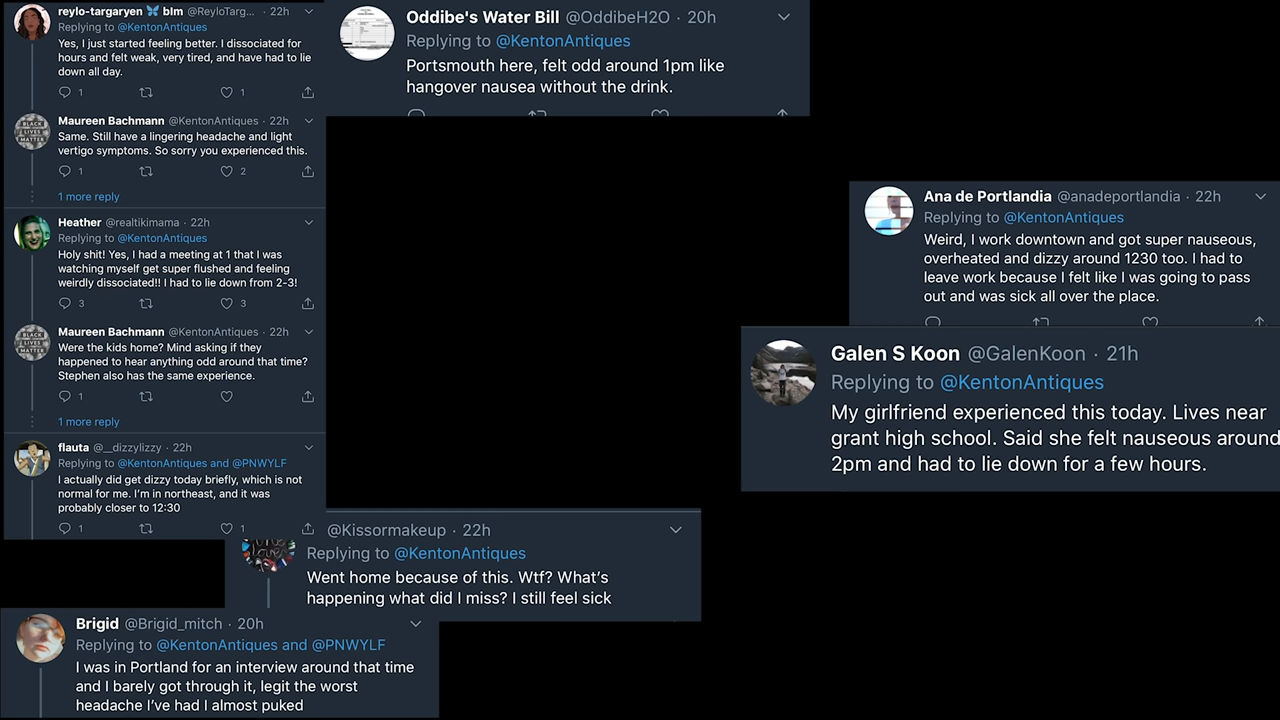 reylo-targaryen blm @ReyloTarg... · 22h
Replying to @KentonAntiques
Yes, I just started feeling better. I dissociated for
hours and felt weak, very tired, and have had to lie
down all day.
1 1
Maureen Bachmann @KentonAntiques · 22h
Same. Still have a lingering headache and light
vertigo symptoms. So sorry you experienced this.
1 2
1 more reply
Heather @realtikimama · 22h
Replying to @KentonAntiques
Holy shit! Yes, I had a meeting at 1 that I was
watching myself get super flushed and feeling
weirdly dissociated!! I had to lie down from 2-3!
3 3
Maureen Bachmann @KentonAntiques · 22h
Were the kids home? Mind asking if they
happened to hear anything odd around that time?
Stephen also has the same experience.
1
1 more reply
flauta @__dizzylizzy · 22h
Replying to @KentonAntiques and @PNWYLF
I actually did get dizzy today briefly, which is not
normal for me. I'm in northeast, and it was
probably closer to 12:30
1 1
@Kissormakeup · 22h
Replying to @KentonAntiques
Went home because of this. Wtf? What's
happening what did I miss? I still feel sick
Brigid @Brigid_mitch · 20h
Replying to @KentonAntiques and @PNWYLF
I was in Portland for an interview around that time
and I barely got through it, legit the worst
headache I've had I almost puked
Oddibe's Water Bill @OddibeH2O · 20h
Replying to @KentonAntiques
Portsmouth here, felt odd around 1pm like
hangover nausea without the drink.
Ana de Portlandia @anadeportlandia · 22h
Replying to @KentonAntiques
Weird, I work downtown and got super nauseous,
overheated and dizzy around 1230 too. I had to
leave work because I felt like I was going to pass
out and was sick all over the place.
Galen S Koon @GalenKoon · 21h
Replying to @KentonAntiques
My girlfriend experienced this today. Lives near
grant high school. Said she felt nauseous around
2pm and had to lie down for a few hours.
BLACK
LIVES
MATTER
BLACK
LIVES
MATTER